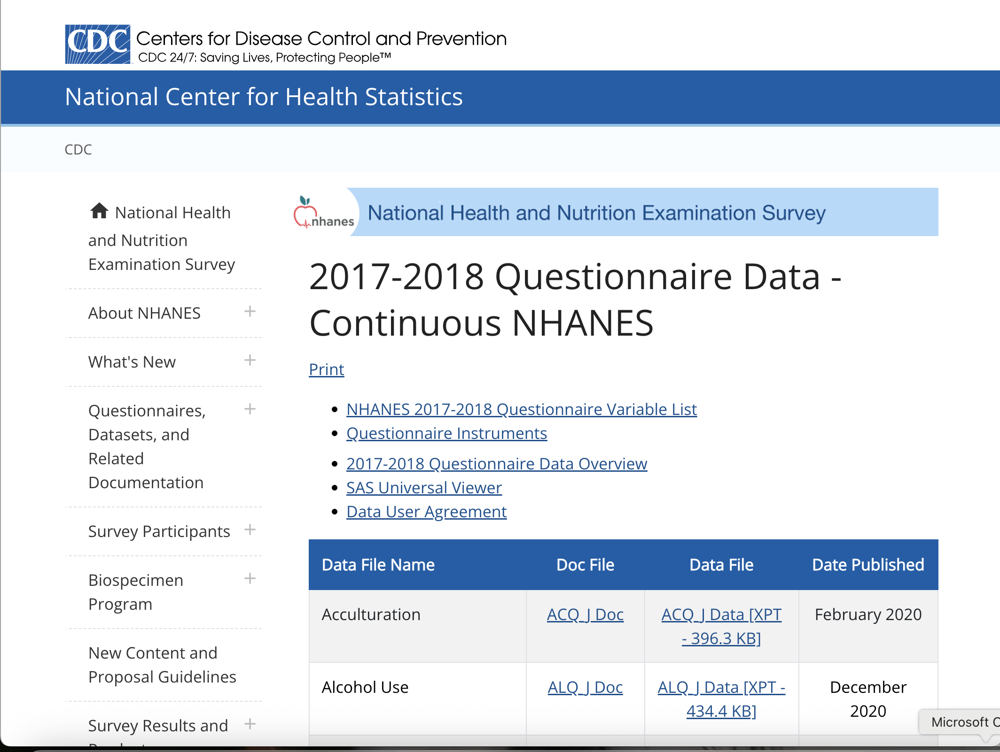 CDC Centers for Disease Control and Prevention
CDC 24/7: Saving Lives, Protecting People™
National Center for Health Statistics
CDC
National Health
and Nutrition
Examination Survey
About NHANES +
What's New +
Questionnaires, +
Datasets, and
Related
Documentation
Survey Participants +
Biospecimen +
Program
New Content and
Proposal Guidelines
Survey Results and +
nhanes National Health and Nutrition Examination Survey
2017-2018 Questionnaire Data -
Continuous NHANES
Print
• NHANES 2017-2018 Questionnaire Variable List
• Questionnaire Instruments
• 2017-2018 Questionnaire Data Overview
• SAS Universal Viewer
• Data User Agreement
Data File Name Doc File Data File Date Published
Acculturation ACQ_J Doc ACQ_J Data [XPT February 2020
- 396.3 KB]
Alcohol Use ALQ_J Doc ALQ_J Data [XPT - December
434.4 KB] 2020
Microsoft